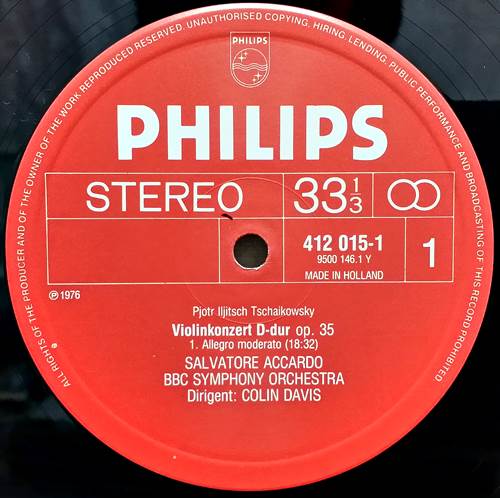 ALL RIGHTS OF THE PRODUCER AND OF THE OWNER OF THE WORK REPRODUCED RESERVED. UNAUTHORISED COPYING, HIRING, LENDING, PUBLIC PERFORMANCE AND BROADCASTING OF THIS RECORD PROHIBITED
PHILIPS
PHILIPS
STEREO 33 1/3
412 015-1
9500 146.1 Y
MADE IN HOLLAND
1
Ⓟ 1976
Pjotr Iljitsch Tschaikowsky
Violinkonzert D-dur op. 35
1. Allegro moderato (18:32)
SALVATORE ACCARDO
BBC SYMPHONY ORCHESTRA
Dirigent: COLIN DAVIS